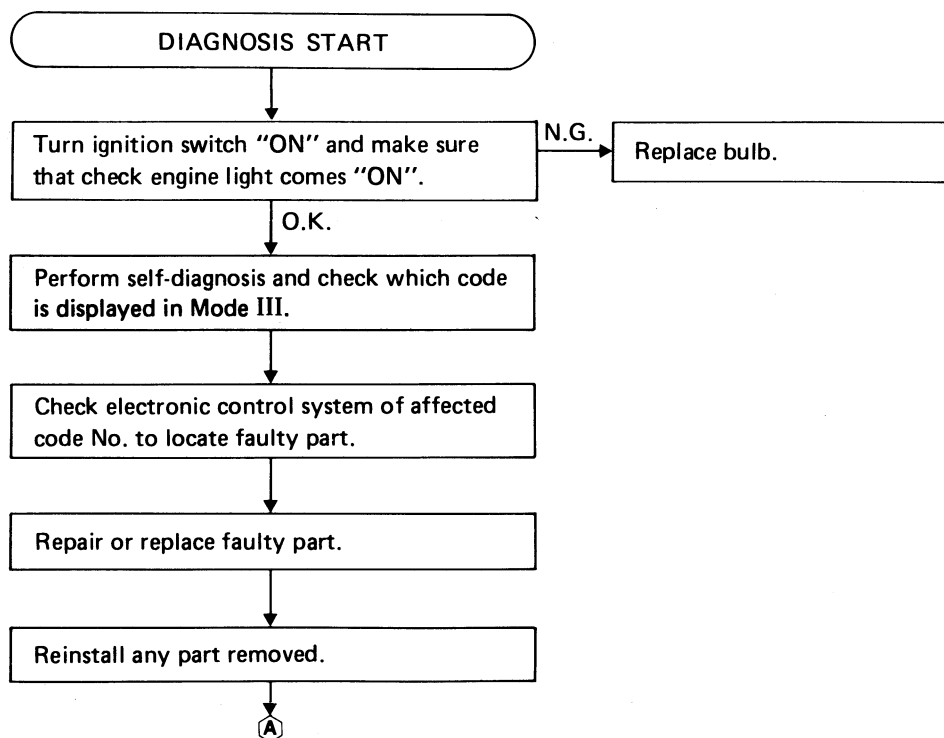 DIAGNOSIS START
Turn ignition switch “ON” and make sure
that check engine light comes “ON”.
N.G.
Replace bulb.
O.K.
Perform self-diagnosis and check which code
is displayed in Mode III.
Check electronic control system of affected
code No. to locate faulty part.
Repair or replace faulty part.
Reinstall any part removed.
A